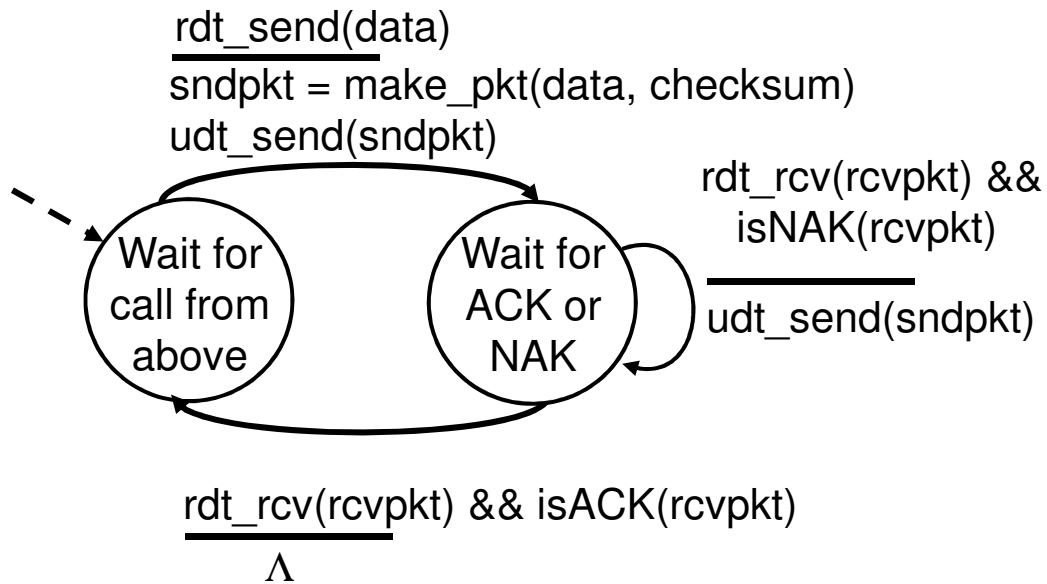 rdt_send(data)
sndpkt = make_pkt(data, checksum)
udt_send(sndpkt)
rdt_rcv(rcvpkt) &&
isNAK(rcvpkt)
udt_send(sndpkt)
Wait for
call from
above
Wait for
ACK or
NAK
rdt_rcv(rcvpkt) && isACK(rcvpkt)
Λ